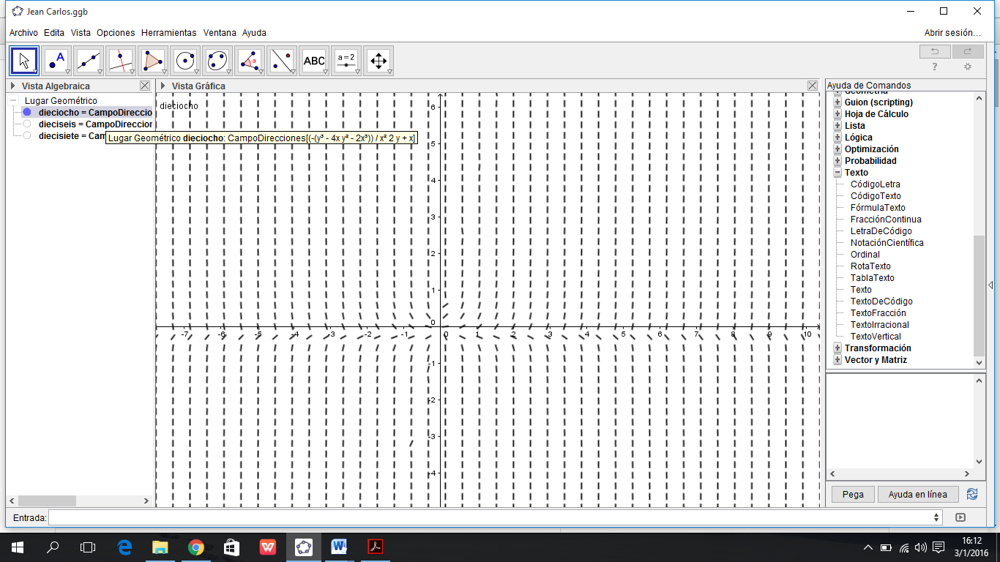 Jean Carlos.ggb
Archivo Edita Vista Opciones Herramientas Ventana Ayuda
Abrir sesión...
A
α
ABC
a=2
?
Vista Algebraica
Lugar Geométrico
dieciocho = CampoDireccio
dieciseis = CampoDireccion
diecisiete = Can
Vista Gráfica
dieciocho
Lugar Geométrico dieciocho: CampoDirecciones[(-(y³ - 4x y² - 2x³)) / x² 2 y + x]
6
5
4
3
2
1
0
-7 -6 -5 -4 -3 -2 -1 0 1 2 3 4 5 6 7 8 9 10
-1
-2
-3
-4
Ayuda de Comandos
Geometría
Guion (scripting)
Hoja de Cálculo
Lista
Lógica
Optimización
Probabilidad
Texto
CódigoLetra
CódigoTexto
FórmulaTexto
FracciónContinua
LetraDeCódigo
NotaciónCientífica
Ordinal
RotaTexto
TablaTexto
Texto
TextoDeCódigo
TextoFracción
TextoIrracional
TextoVertical
Transformación
Vector y Matriz
Pega
Ayuda en línea
Entrada:
16:12
3/1/2016